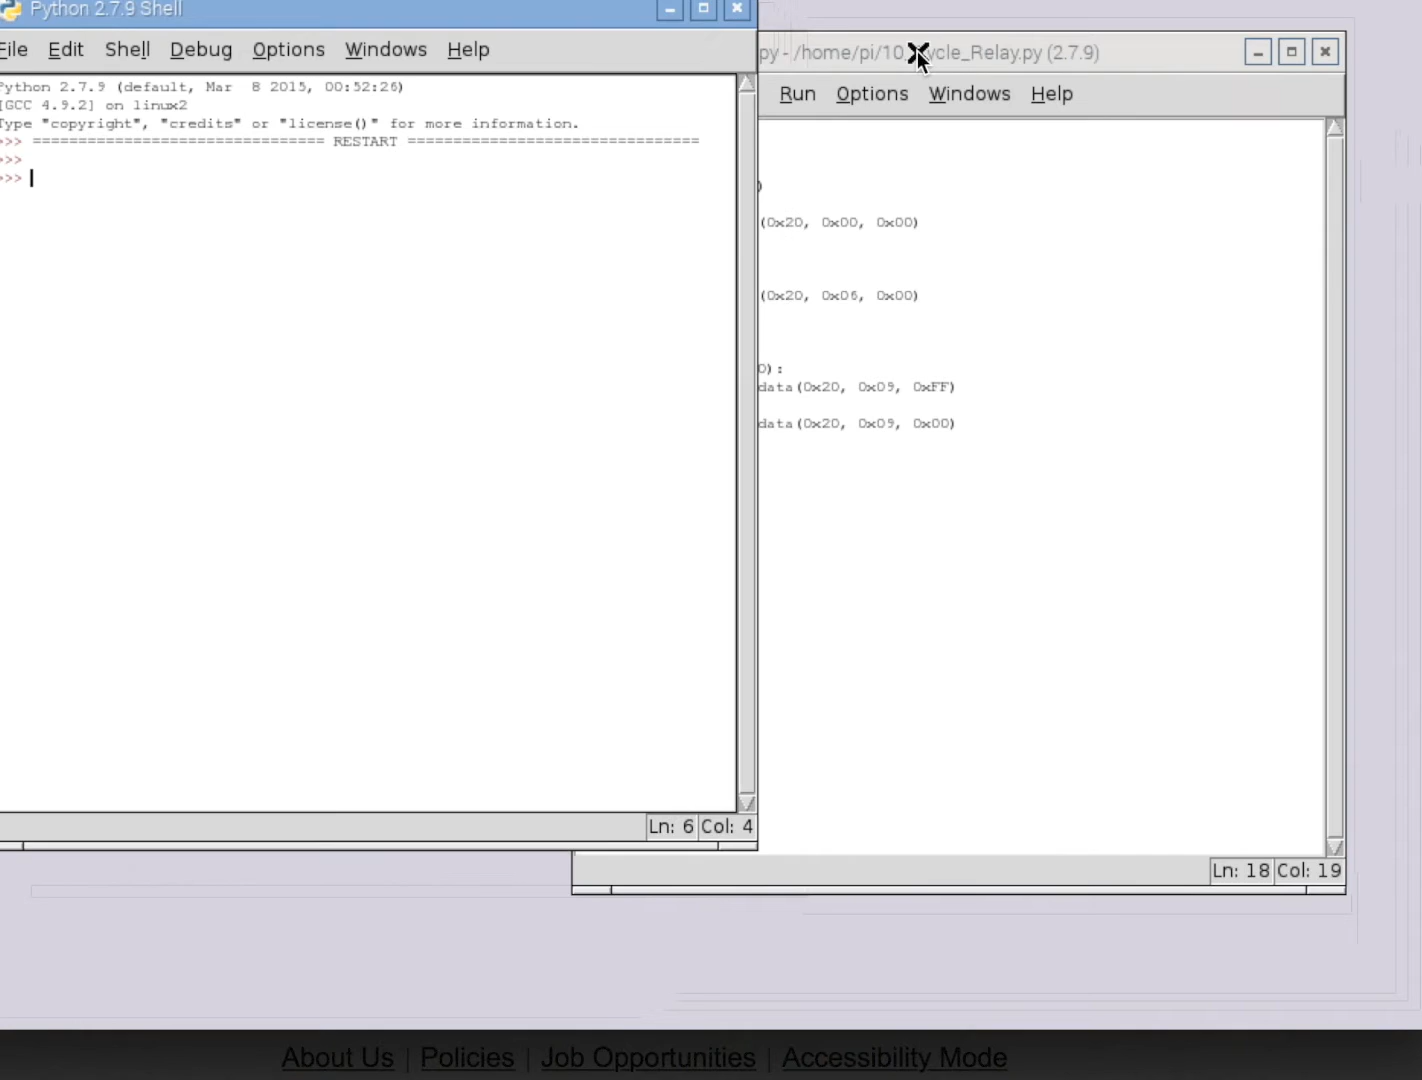 Python 2.7.9 Shell
File Edit Shell Debug Options Windows Help
Python 2.7.9 (default, Mar  8 2015, 00:52:26)
[GCC 4.9.2] on linux2
Type "copyright", "credits" or "license()" for more information.
>>> ================================ RESTART ================================
>>>
>>>
Ln: 6 Col: 4
py - /home/pi/10 ycle_Relay.py (2.7.9)
Run Options Windows Help
)
(0x20, 0x00, 0x00)
(0x20, 0x06, 0x00)
0):
data(0x20, 0x09, 0xFF)
data(0x20, 0x09, 0x00)
Ln: 18 Col: 19
About Us | Policies | Job Opportunities | Accessibility Mode